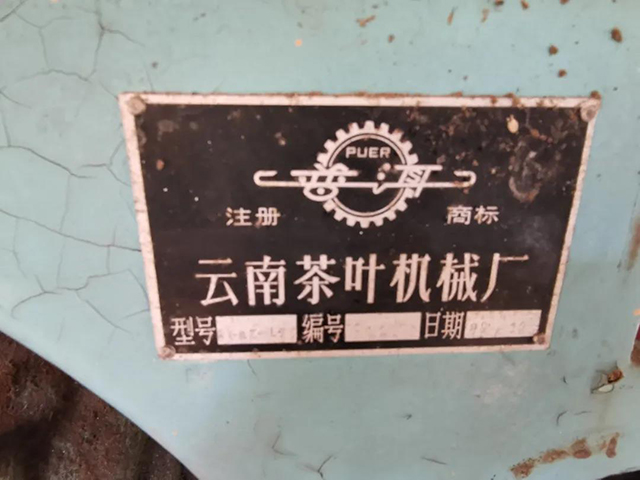 PUER
普洱
注册 商标
云南茶叶机械厂
型号 编号 日期